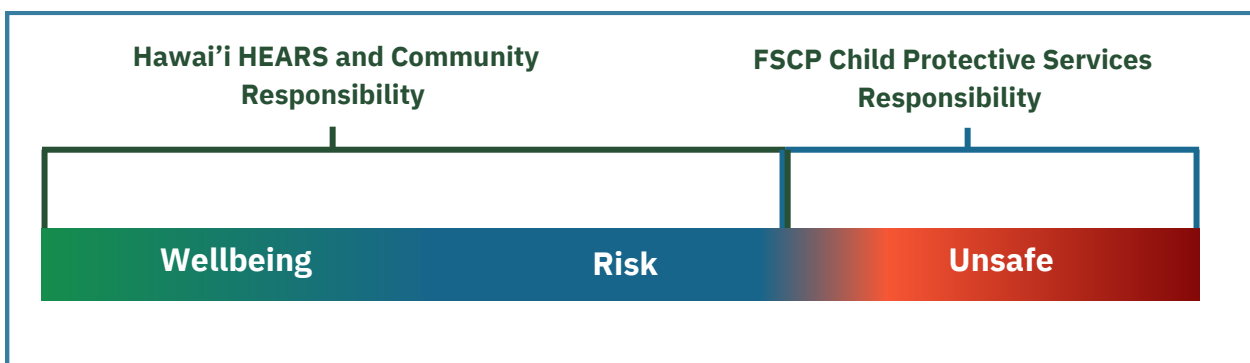 Hawai’i HEARS and Community
Responsibility
FSCP Child Protective Services
Responsibility
Wellbeing
Risk
Unsafe